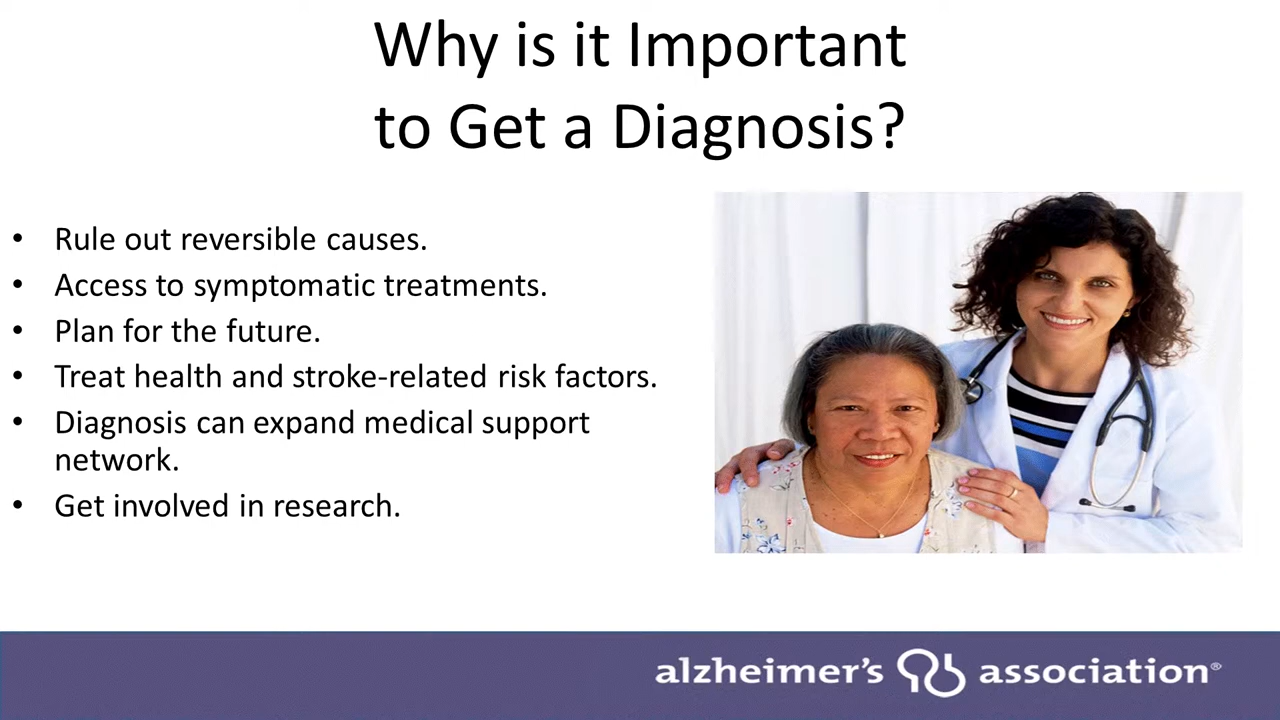 Why is it Important
to Get a Diagnosis?
• Rule out reversible causes.
• Access to symptomatic treatments.
• Plan for the future.
• Treat health and stroke-related risk factors.
• Diagnosis can expand medical support
network.
• Get involved in research.
alzheimer's association®